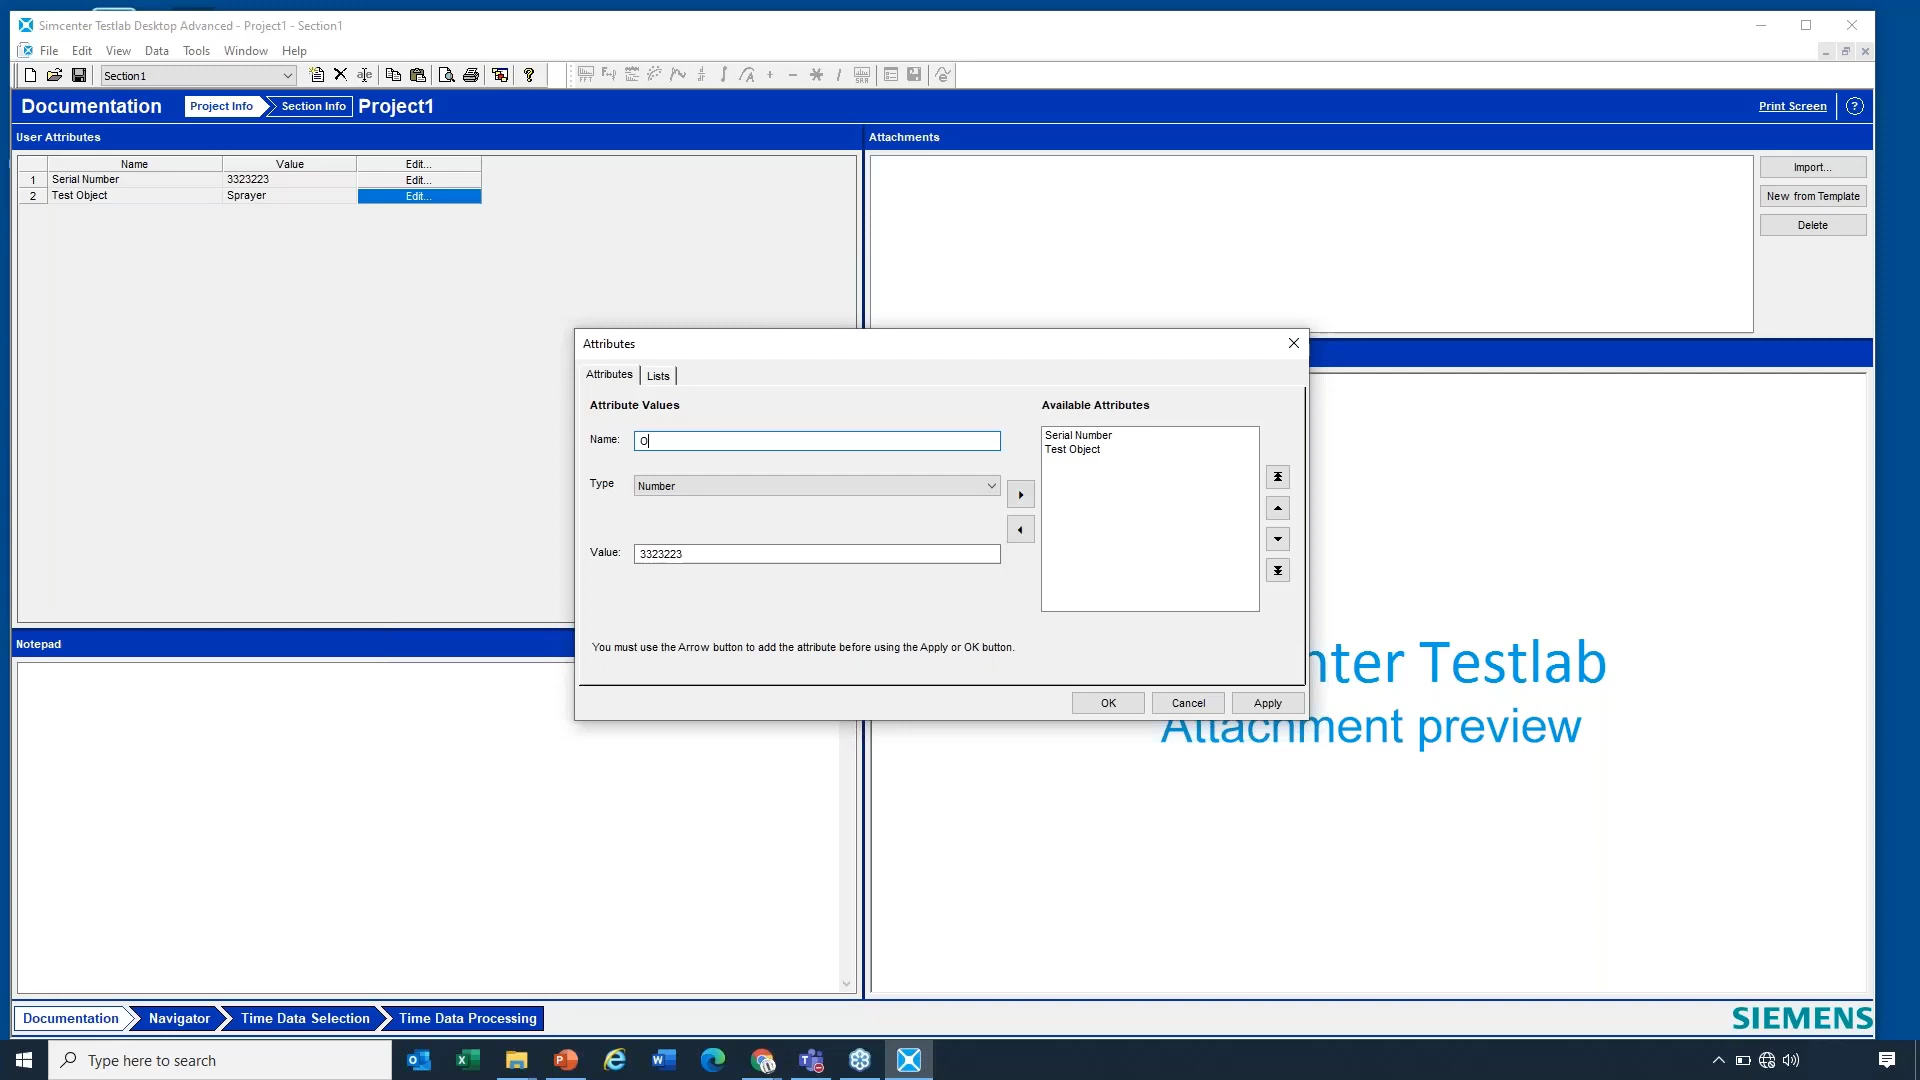 Simcenter Testlab Desktop Advanced - Project1 - Section1
File Edit View Data Tools Window Help
Section1
Documentation Project Info Section Info Project1 Print Screen
User Attributes
Attachments
Name Value Edit...
1 Serial Number 3323223 Edit...
2 Test Object Sprayer Edit...
Import...
New from Template
Delete
Attributes
Attributes Lists
Attribute Values
Available Attributes
Name: O
Serial Number
Test Object
Type Number
Value: 3323223
You must use the Arrow button to add the attribute before using the Apply or OK button.
OK Cancel Apply
Notepad
nter Testlab
Attachment preview
Documentation Navigator Time Data Selection Time Data Processing
SIEMENS
Type here to search